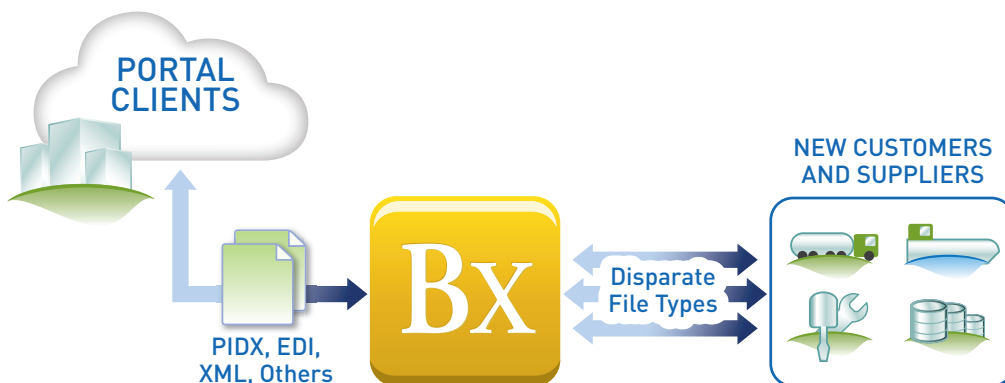 PORTAL
CLIENTS
NEW CUSTOMERS
AND SUPPLIERS
Bx
Disparate
File Types
PIDX, EDI,
XML, Others